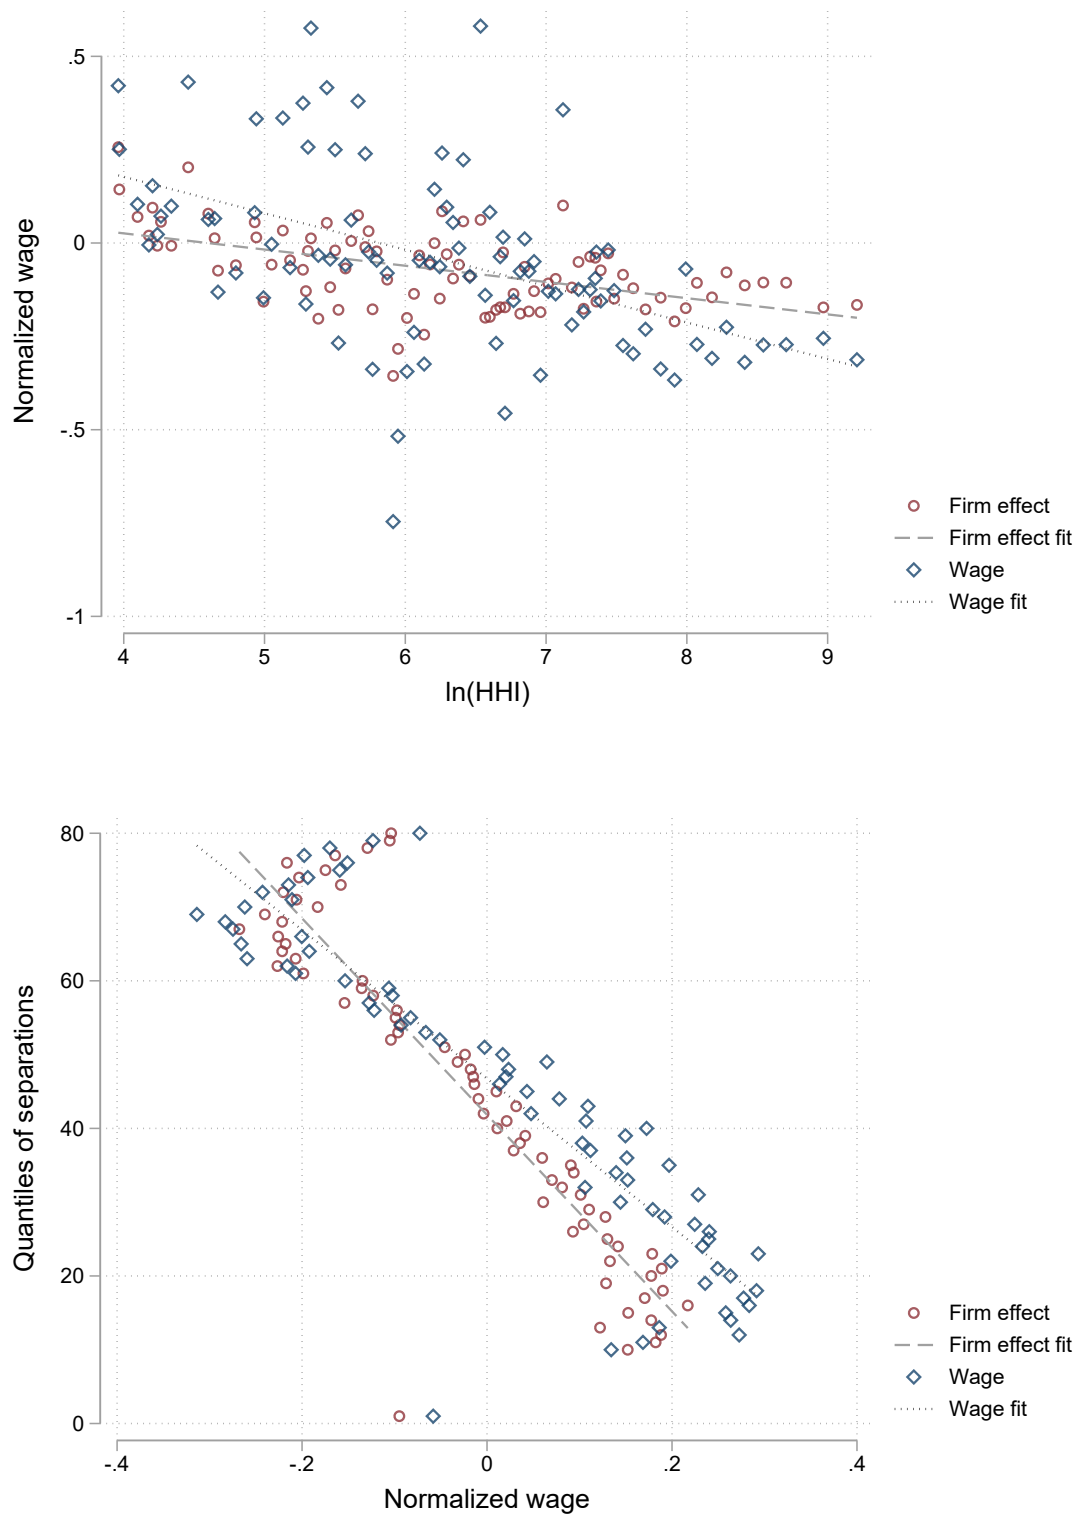 .5
0
-.5
-1
Normalized wage
4 5 6 7 8 9
ln(HHI)
Firm effect
Firm effect fit
Wage
Wage fit
80
60
40
20
0
Quantiles of separations
-.4 -.2 0 .2 .4
Normalized wage
Firm effect
Firm effect fit
Wage
Wage fit